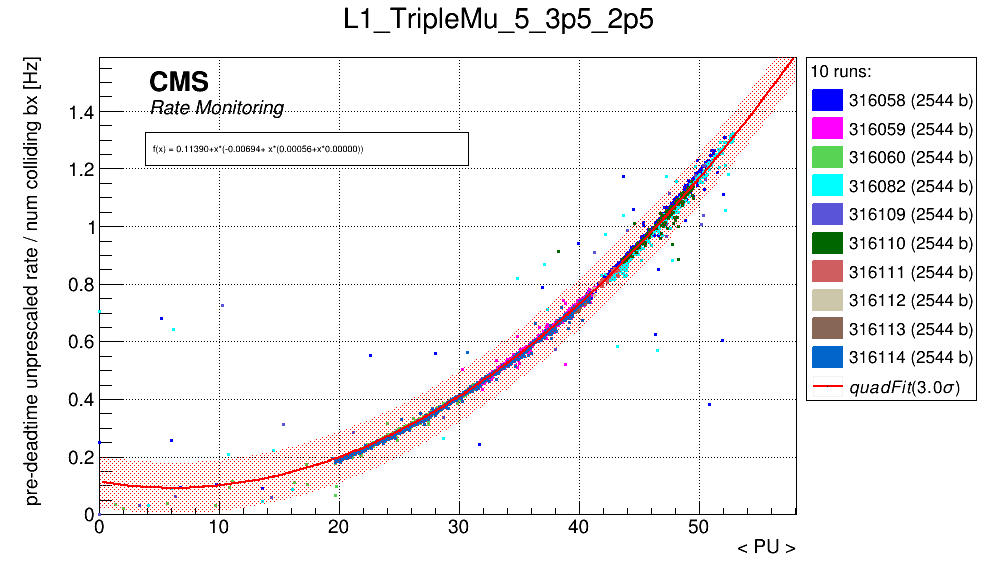 L1_TripleMu_5_3p5_2p5
pre-deadtime unprescaled rate / num colliding bx [Hz]
CMS
Rate Monitoring
f(x) = 0.11390+x*(-0.00694+ x*(0.00056+x*0.00000))
1.4
1.2
1
0.8
0.6
0.4
0.2
0
0 10 20 30 40 50
< PU >
10 runs:
316058 (2544 b)
316059 (2544 b)
316060 (2544 b)
316082 (2544 b)
316109 (2544 b)
316110 (2544 b)
316111 (2544 b)
316112 (2544 b)
316113 (2544 b)
316114 (2544 b)
quadFit(3.0σ)